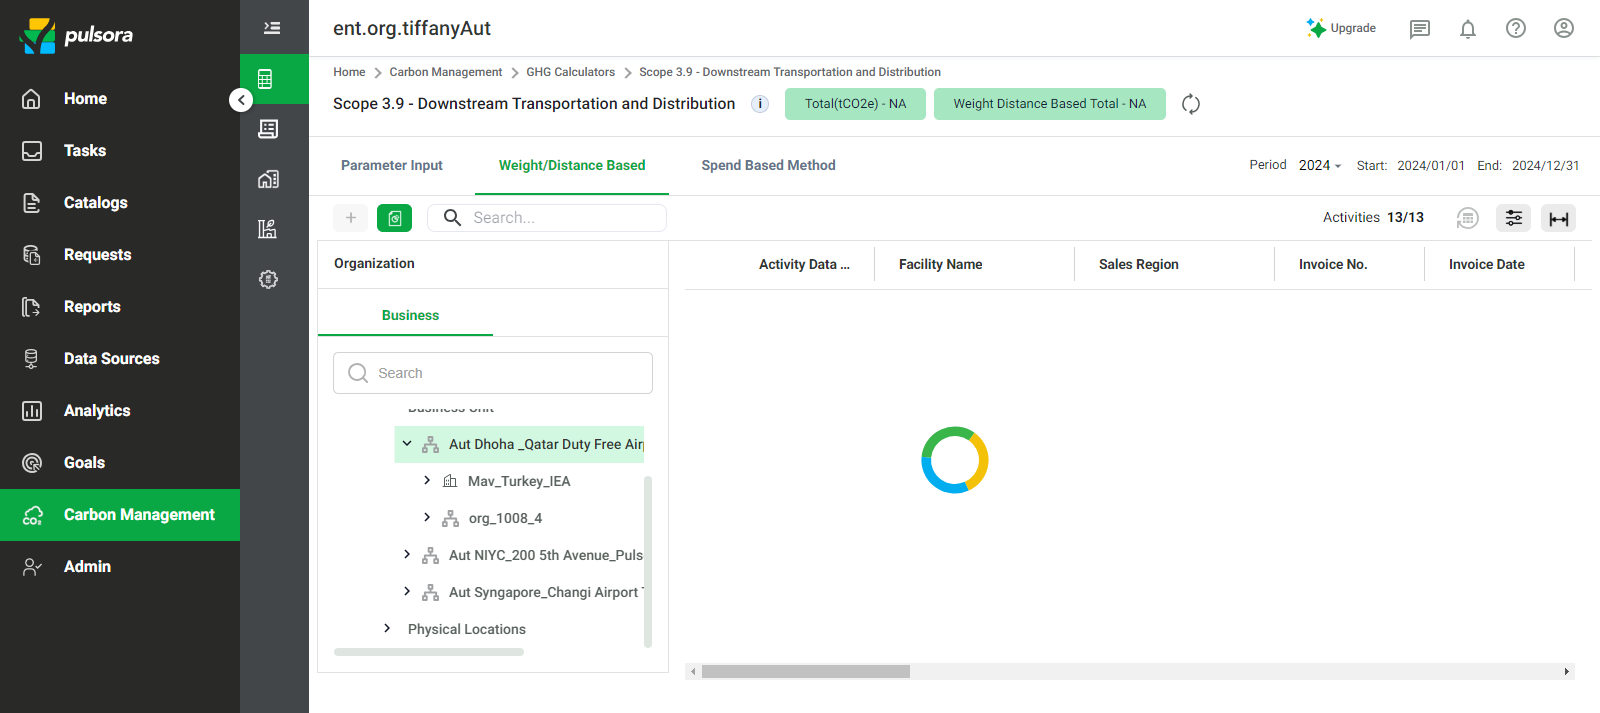 pulsora
ent.org.tiffanyAut
Upgrade
Home
Tasks
Catalogs
Requests
Reports
Data Sources
Analytics
Goals
Carbon Management
Admin
Home > Carbon Management > GHG Calculators > Scope 3.9 - Downstream Transportation and Distribution
Scope 3.9 - Downstream Transportation and Distribution i Total(tCO2e) - NA Weight Distance Based Total - NA
Parameter Input Weight/Distance Based Spend Based Method Period 2024 Start: 2024/01/01 End: 2024/12/31
+ Search... Activities 13/13
Organization
Business
Search
Business Unit
Aut Dhoha _Qatar Duty Free Air
Mav_Turkey_IEA
org_1008_4
Aut NIYC_200 5th Avenue_Puls
Aut Syngapore_Changi Airport T
Physical Locations
Activity Data ... Facility Name Sales Region Invoice No. Invoice Date